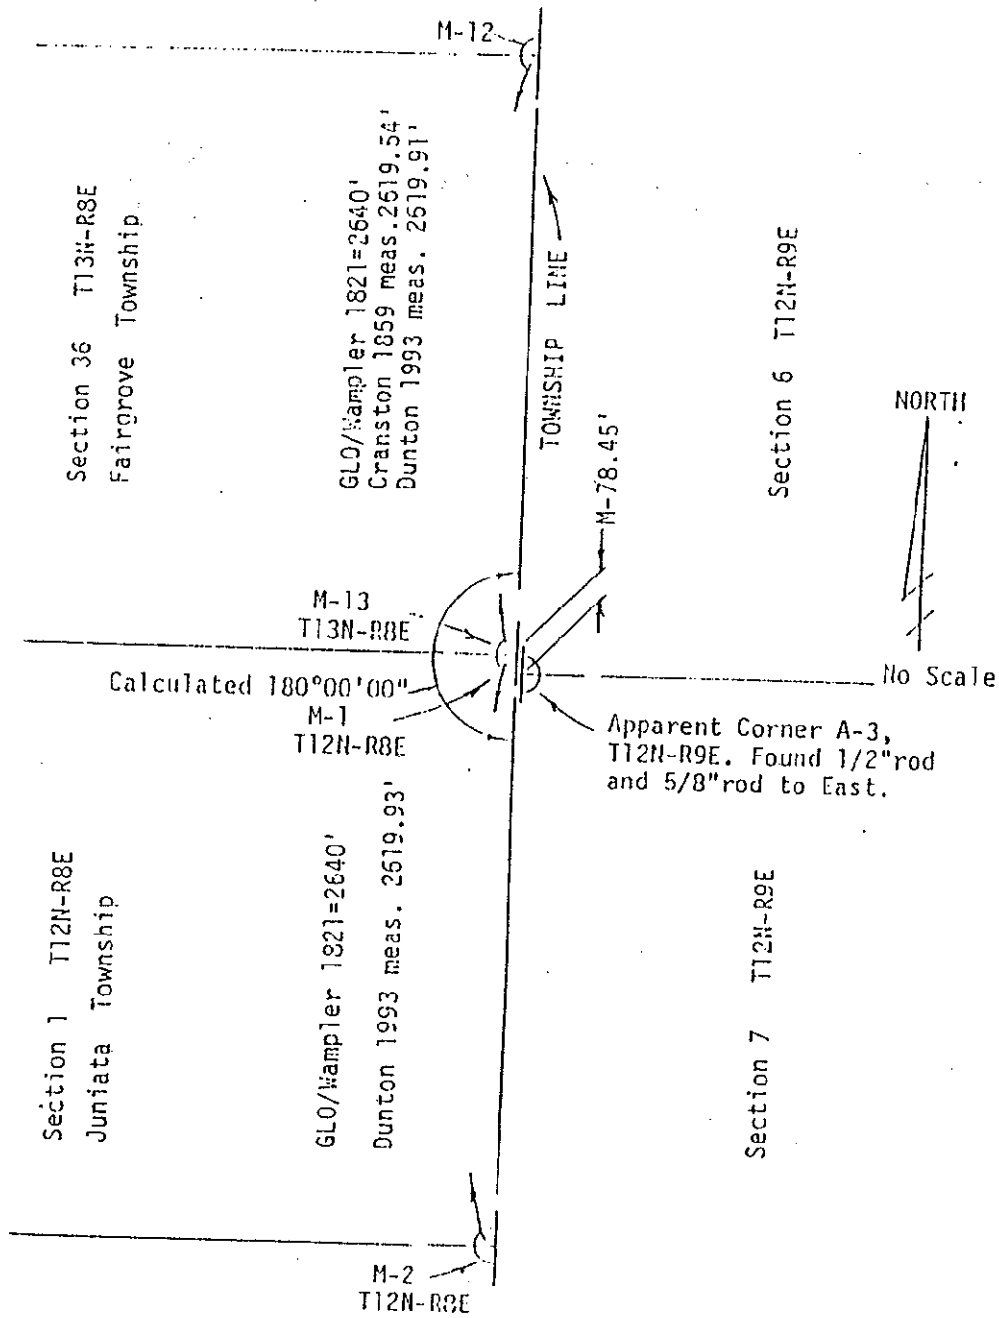 M-12
Section 36 T13N-R8E
Fairgrove Township
GLO/Wampler 1821=2640'
Cranston 1859 meas.2619.54'
Dunton 1993 meas. 2619.91'
TOWNSHIP LINE
M-78.45'
Section 6 T12N-R9E
NORTH
No Scale
M-13
T13N-R8E
Calculated 180°00'00"
M-1
T12N-R8E
Apparent Corner A-3,
T12N-R9E. Found 1/2"rod
and 5/8"rod to East.
Section 1 T12N-R8E
Juniata Township
GLO/Wampler 1821=2640'
Dunton 1993 meas. 2619.93'
Section 7 T12N-R9E
M-2
T12N-R8E